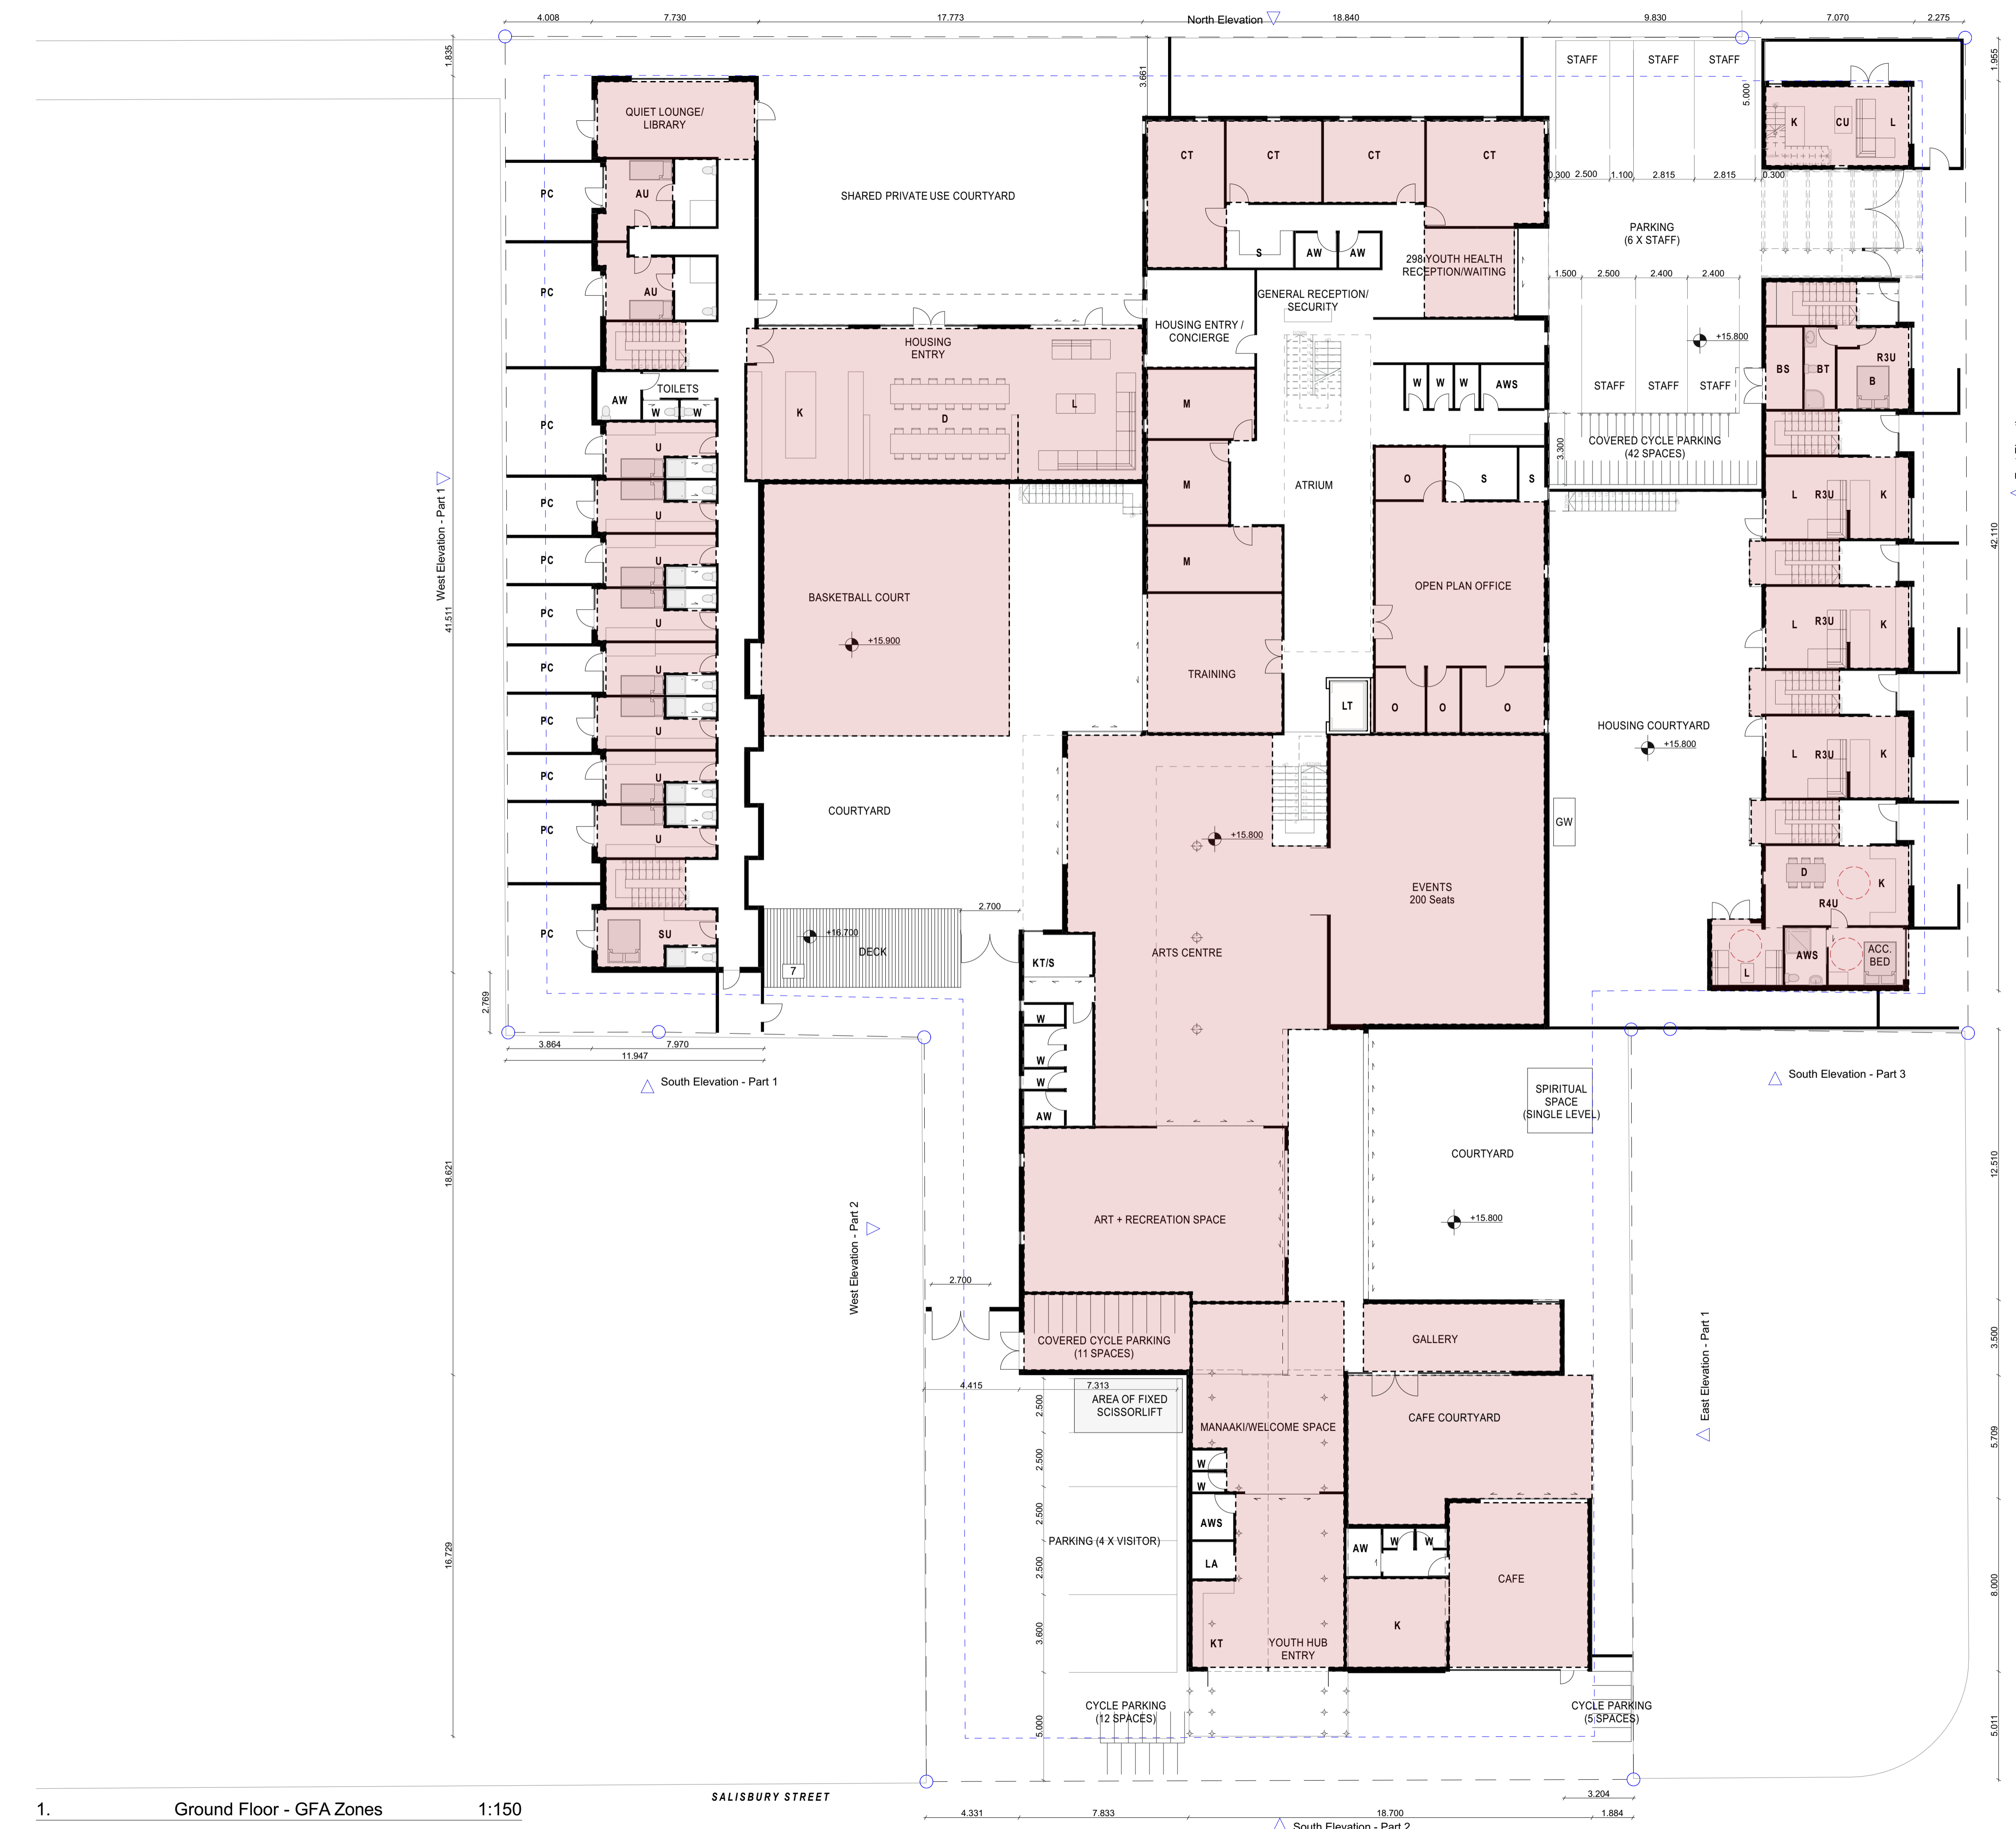 4.008
7.730
17.773
North Elevation
18.840
9.830
7.070
2.275
1.835
3.661
5.000
1.955
STAFF
STAFF
STAFF
QUIET LOUNGE/
LIBRARY
K
CU
L
CT
CT
CT
CT
0.300
2.500
1.100
2.815
2.815
0.300
PC
AU
SHARED PRIVATE USE COURTYARD
PARKING
(6 X STAFF)
S
AW
AW
298 YOUTH HEALTH
RECEPTION/WAITING
1.500
2.500
2.400
2.400
PC
AU
GENERAL RECEPTION/
SECURITY
HOUSING ENTRY /
CONCIERGE
+15.800
HOUSING
ENTRY
R3U
BS
BT
B
TOILETS
AW
W
W
K
D
L
M
W
W
W
AWS
STAFF
STAFF
STAFF
PC
U
COVERED CYCLE PARKING
(42 SPACES)
3.300
West Elevation - Part 1
41.511
42.110
M
ATRIUM
O
S
S
L
R3U
K
PC
U
PC
U
M
BASKETBALL COURT
+15.900
OPEN PLAN OFFICE
PC
U
L
R3U
K
PC
U
TRAINING
LT
O
O
O
PC
U
HOUSING COURTYARD
+15.800
L
R3U
K
PC
U
COURTYARD
+15.800
GW
PC
U
EVENTS
200 Seats
D
K
R4U
2.700
PC
SU
+16.700
DECK
7
KT/S
ARTS CENTRE
L
AWS
ACC.
BED
2.769
W
W
W
AW
3.864
7.970
11.947
South Elevation - Part 1
South Elevation - Part 3
SPIRITUAL
SPACE
(SINGLE LEVEL)
COURTYARD
18.621
12.510
West Elevation - Part 2
ART + RECREATION SPACE
+15.800
2.700
COVERED CYCLE PARKING
(11 SPACES)
GALLERY
3.500
East Elevation - Part 1
4.415
7.313
AREA OF FIXED
SCISSORLIFT
2.500
MANAAKI/WELCOME SPACE
CAFE COURTYARD
5.709
2.500
W
W
2.500
AWS
PARKING (4 X VISITOR)
AW
W
W
16.729
2.500
LA
CAFE
8.000
3.600
KT
YOUTH HUB
ENTRY
K
CYCLE PARKING
(12 SPACES)
CYCLE PARKING
(5 SPACES)
5.000
5.011
SALISBURY STREET
3.204
1. Ground Floor - GFA Zones 1:150
4.331
7.833
18.700
1.884
South Elevation - Part 2